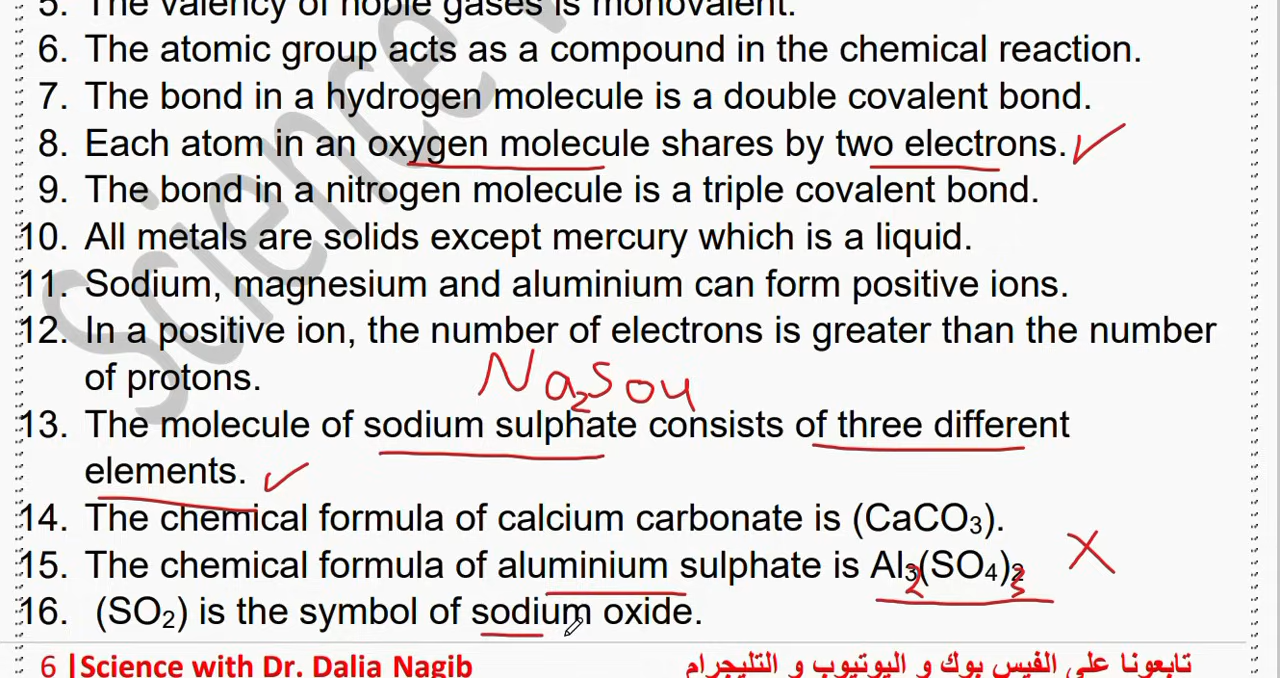 5. The valency of noble gases is monovalent.
6. The atomic group acts as a compound in the chemical reaction.
7. The bond in a hydrogen molecule is a double covalent bond.
8. Each atom in an oxygen molecule shares by two electrons. ✓
9. The bond in a nitrogen molecule is a triple covalent bond.
10. All metals are solids except mercury which is a liquid.
11. Sodium, magnesium and aluminium can form positive ions.
12. In a positive ion, the number of electrons is greater than the number
of protons.
Na₂SO4
13. The molecule of sodium sulphate consists of three different
elements. ✓
14. The chemical formula of calcium carbonate is (CaCO₃).
15. The chemical formula of aluminium sulphate is Al₃(SO₄)₂ X
2 3
16. (SO₂) is the symbol of sodium oxide.
6 |Science with Dr. Dalia Nagib تابعونا على الفيس بوك و اليوتيوب و التليجرام
Science